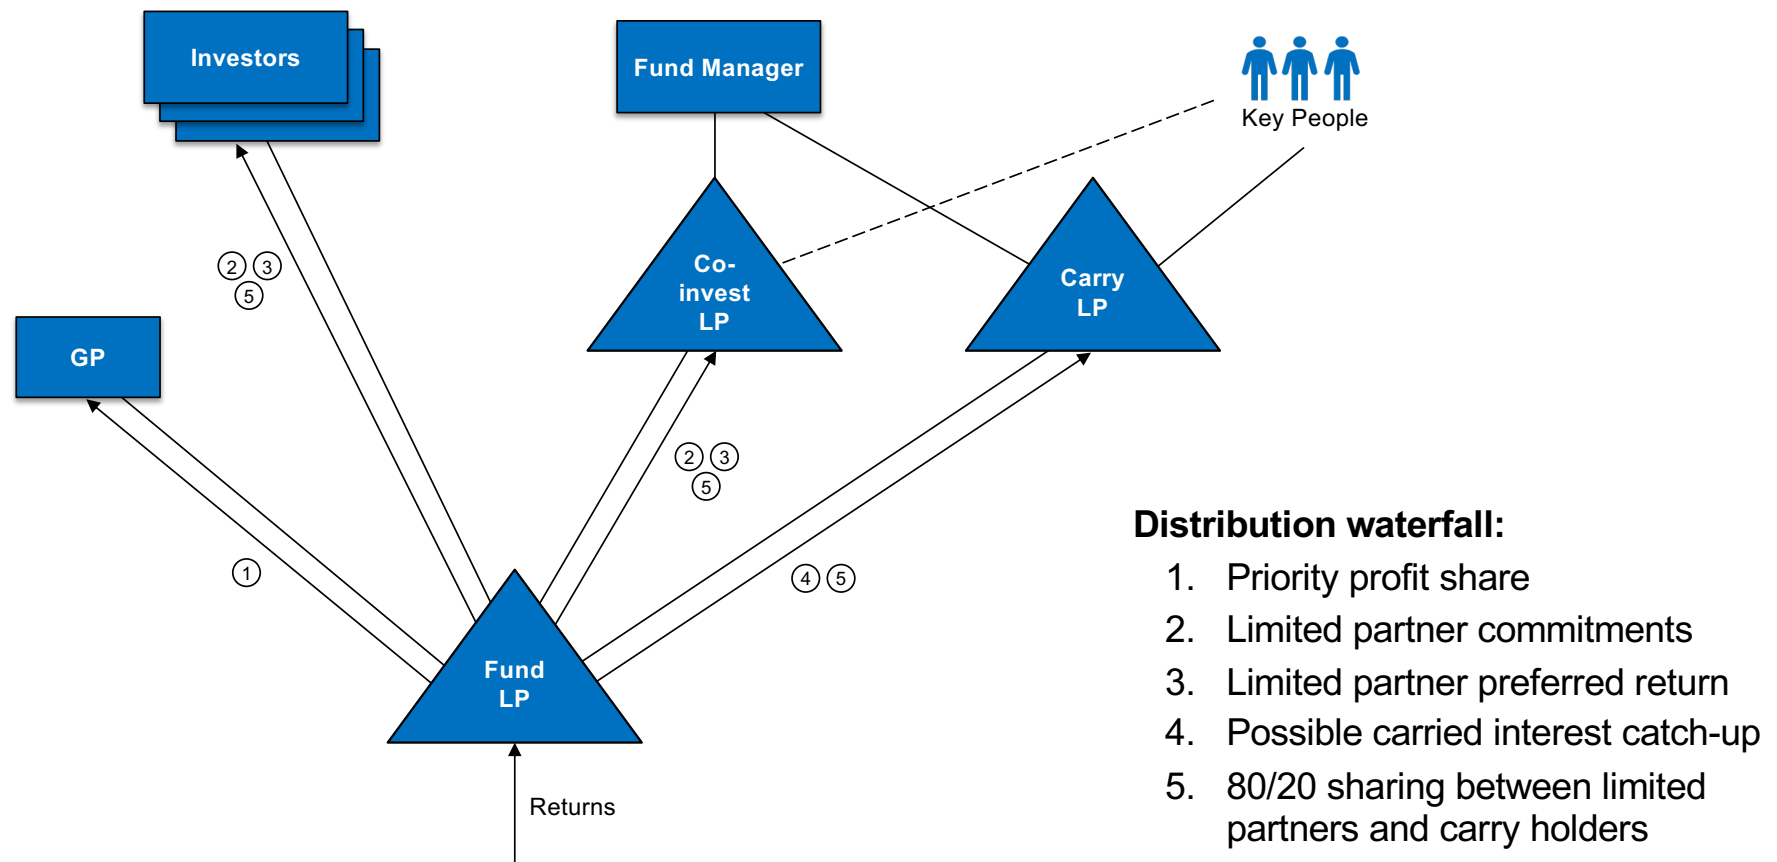 Investors
Fund Manager
Key People
② ③
⑤
Co-
invest
LP
Carry
LP
GP
② ③
⑤
①
④ ⑤
Fund
LP
Returns
Distribution waterfall:
1. Priority profit share
2. Limited partner commitments
3. Limited partner preferred return
4. Possible carried interest catch-up
5. 80/20 sharing between limited
partners and carry holders